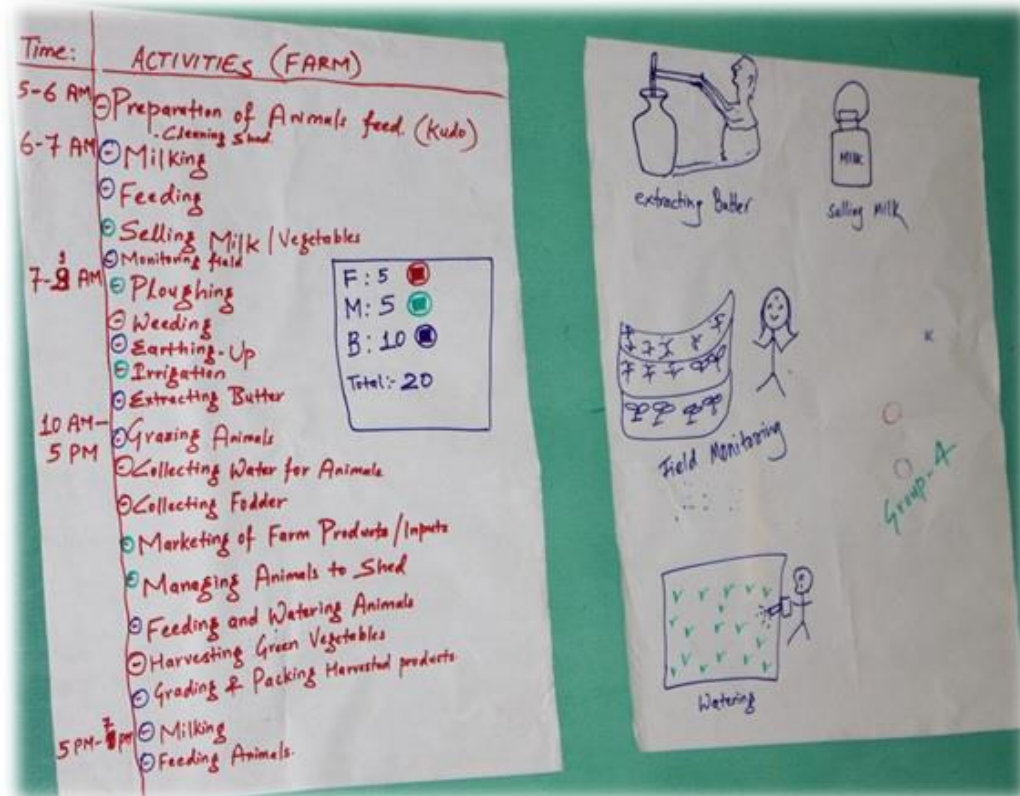 Time: ACTIVITIES (FARM)
5-6 AM Preparation of Animals feed. (Kudo)
- Cleaning Shed
6-7 AM Milking
Feeding
Selling Milk / Vegetables
Monitoring field
7-9 AM Ploughing
Weeding
Earthing-Up
Irrigation
Extracting Butter
10 AM-
5 PM
Grazing Animals
Collecting Water for Animals
Collecting Fodder
Marketing of Farm Products/Inputs
Managing Animals to Shed
Feeding and Watering Animals
Harvesting Green Vegetables
Grading & Packing Harvested products
5 PM-7 PM Milking
Feeding Animals.
F: 5
M: 5
B: 10
Total:- 20
extracting Butter
MILK
Selling Milk
Field Monitoring
Group-A
Watering